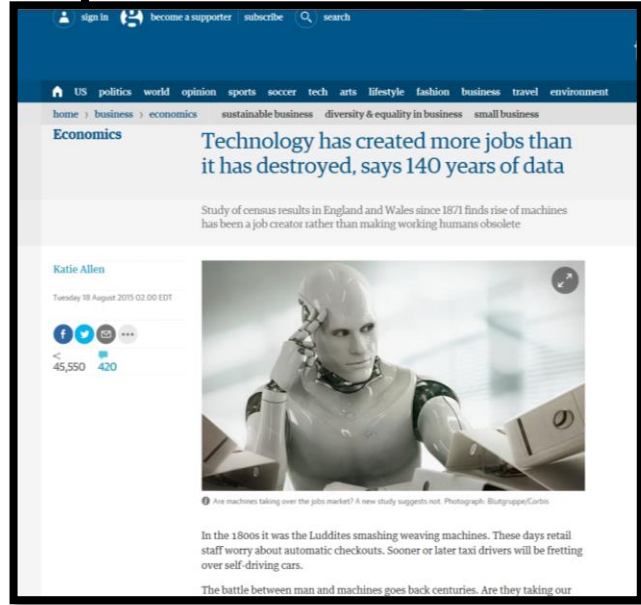 sign in become a supporter subscribe search
US politics world opinion sports soccer tech arts lifestyle fashion business travel environment
home › business › economics sustainable business diversity & equality in business small business
Economics
Technology has created more jobs than
it has destroyed, says 140 years of data
Study of census results in England and Wales since 1871 finds rise of machines
has been a job creator rather than making working humans obsolete
Katie Allen
Tuesday 18 August 2015 02.00 EDT
45,550 420
Are machines taking over the jobs market? A new study suggests not. Photograph: Blutgruppe/Corbis
In the 1800s it was the Luddites smashing weaving machines. These days retail
staff worry about automatic checkouts. Sooner or later taxi drivers will be fretting
over self-driving cars.
The battle between man and machines goes back centuries. Are they taking our